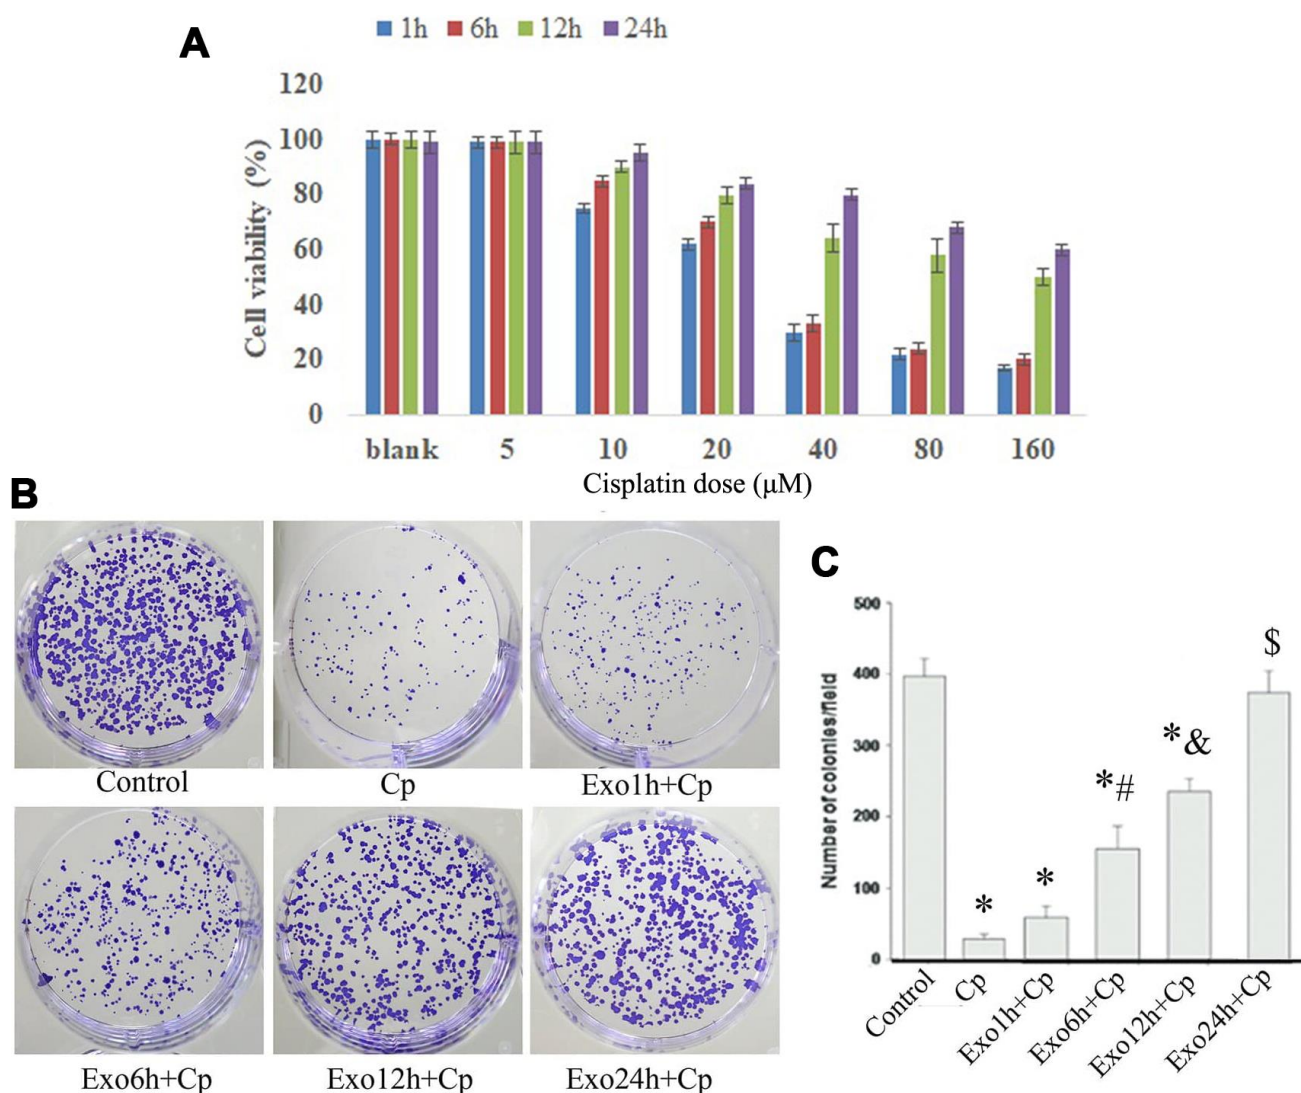 A
1h 6h 12h 24h
Cell viability (%)
120
100
80
60
40
20
0
blank 5 10 20 40 80 160
Cisplatin dose (μM)
B
Control Cp Exo1h+Cp
Exo6h+Cp Exo12h+Cp Exo24h+Cp
C
Number of colonies/field
500
400
300
200
100
0
* * *# *& $
Control Cp Exo1h+Cp Exo6h+Cp Exo12h+Cp Exo24h+Cp